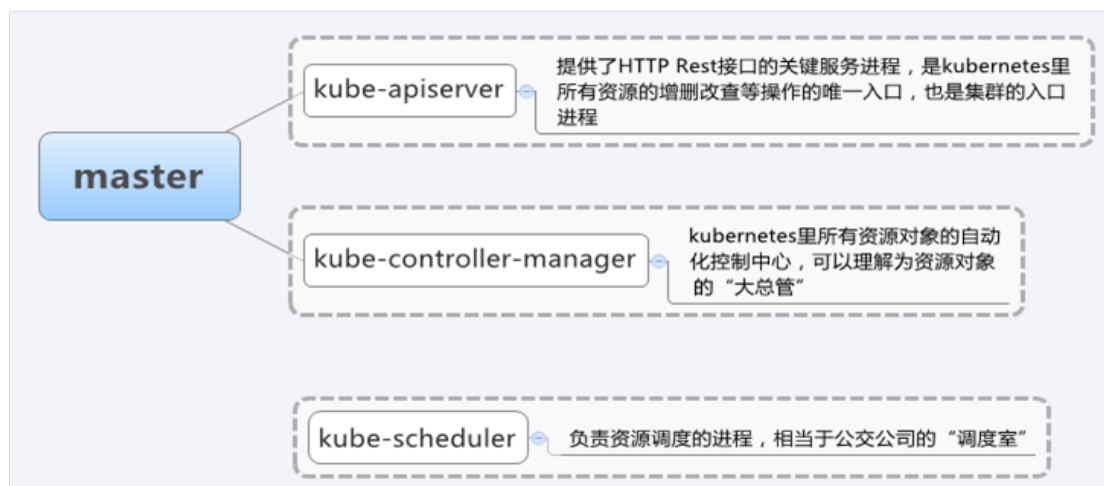 master
kube-apiserver
提供了HTTP Rest接口的关键服务进程，是kubernetes里
所有资源的增删改查等操作的唯一入口，也是集群的入口
进程
kube-controller-manager
kubernetes里所有资源对象的自动
化控制中心，可以理解为资源对象
的“大总管”
kube-scheduler
负责资源调度的进程，相当于公交公司的“调度室”